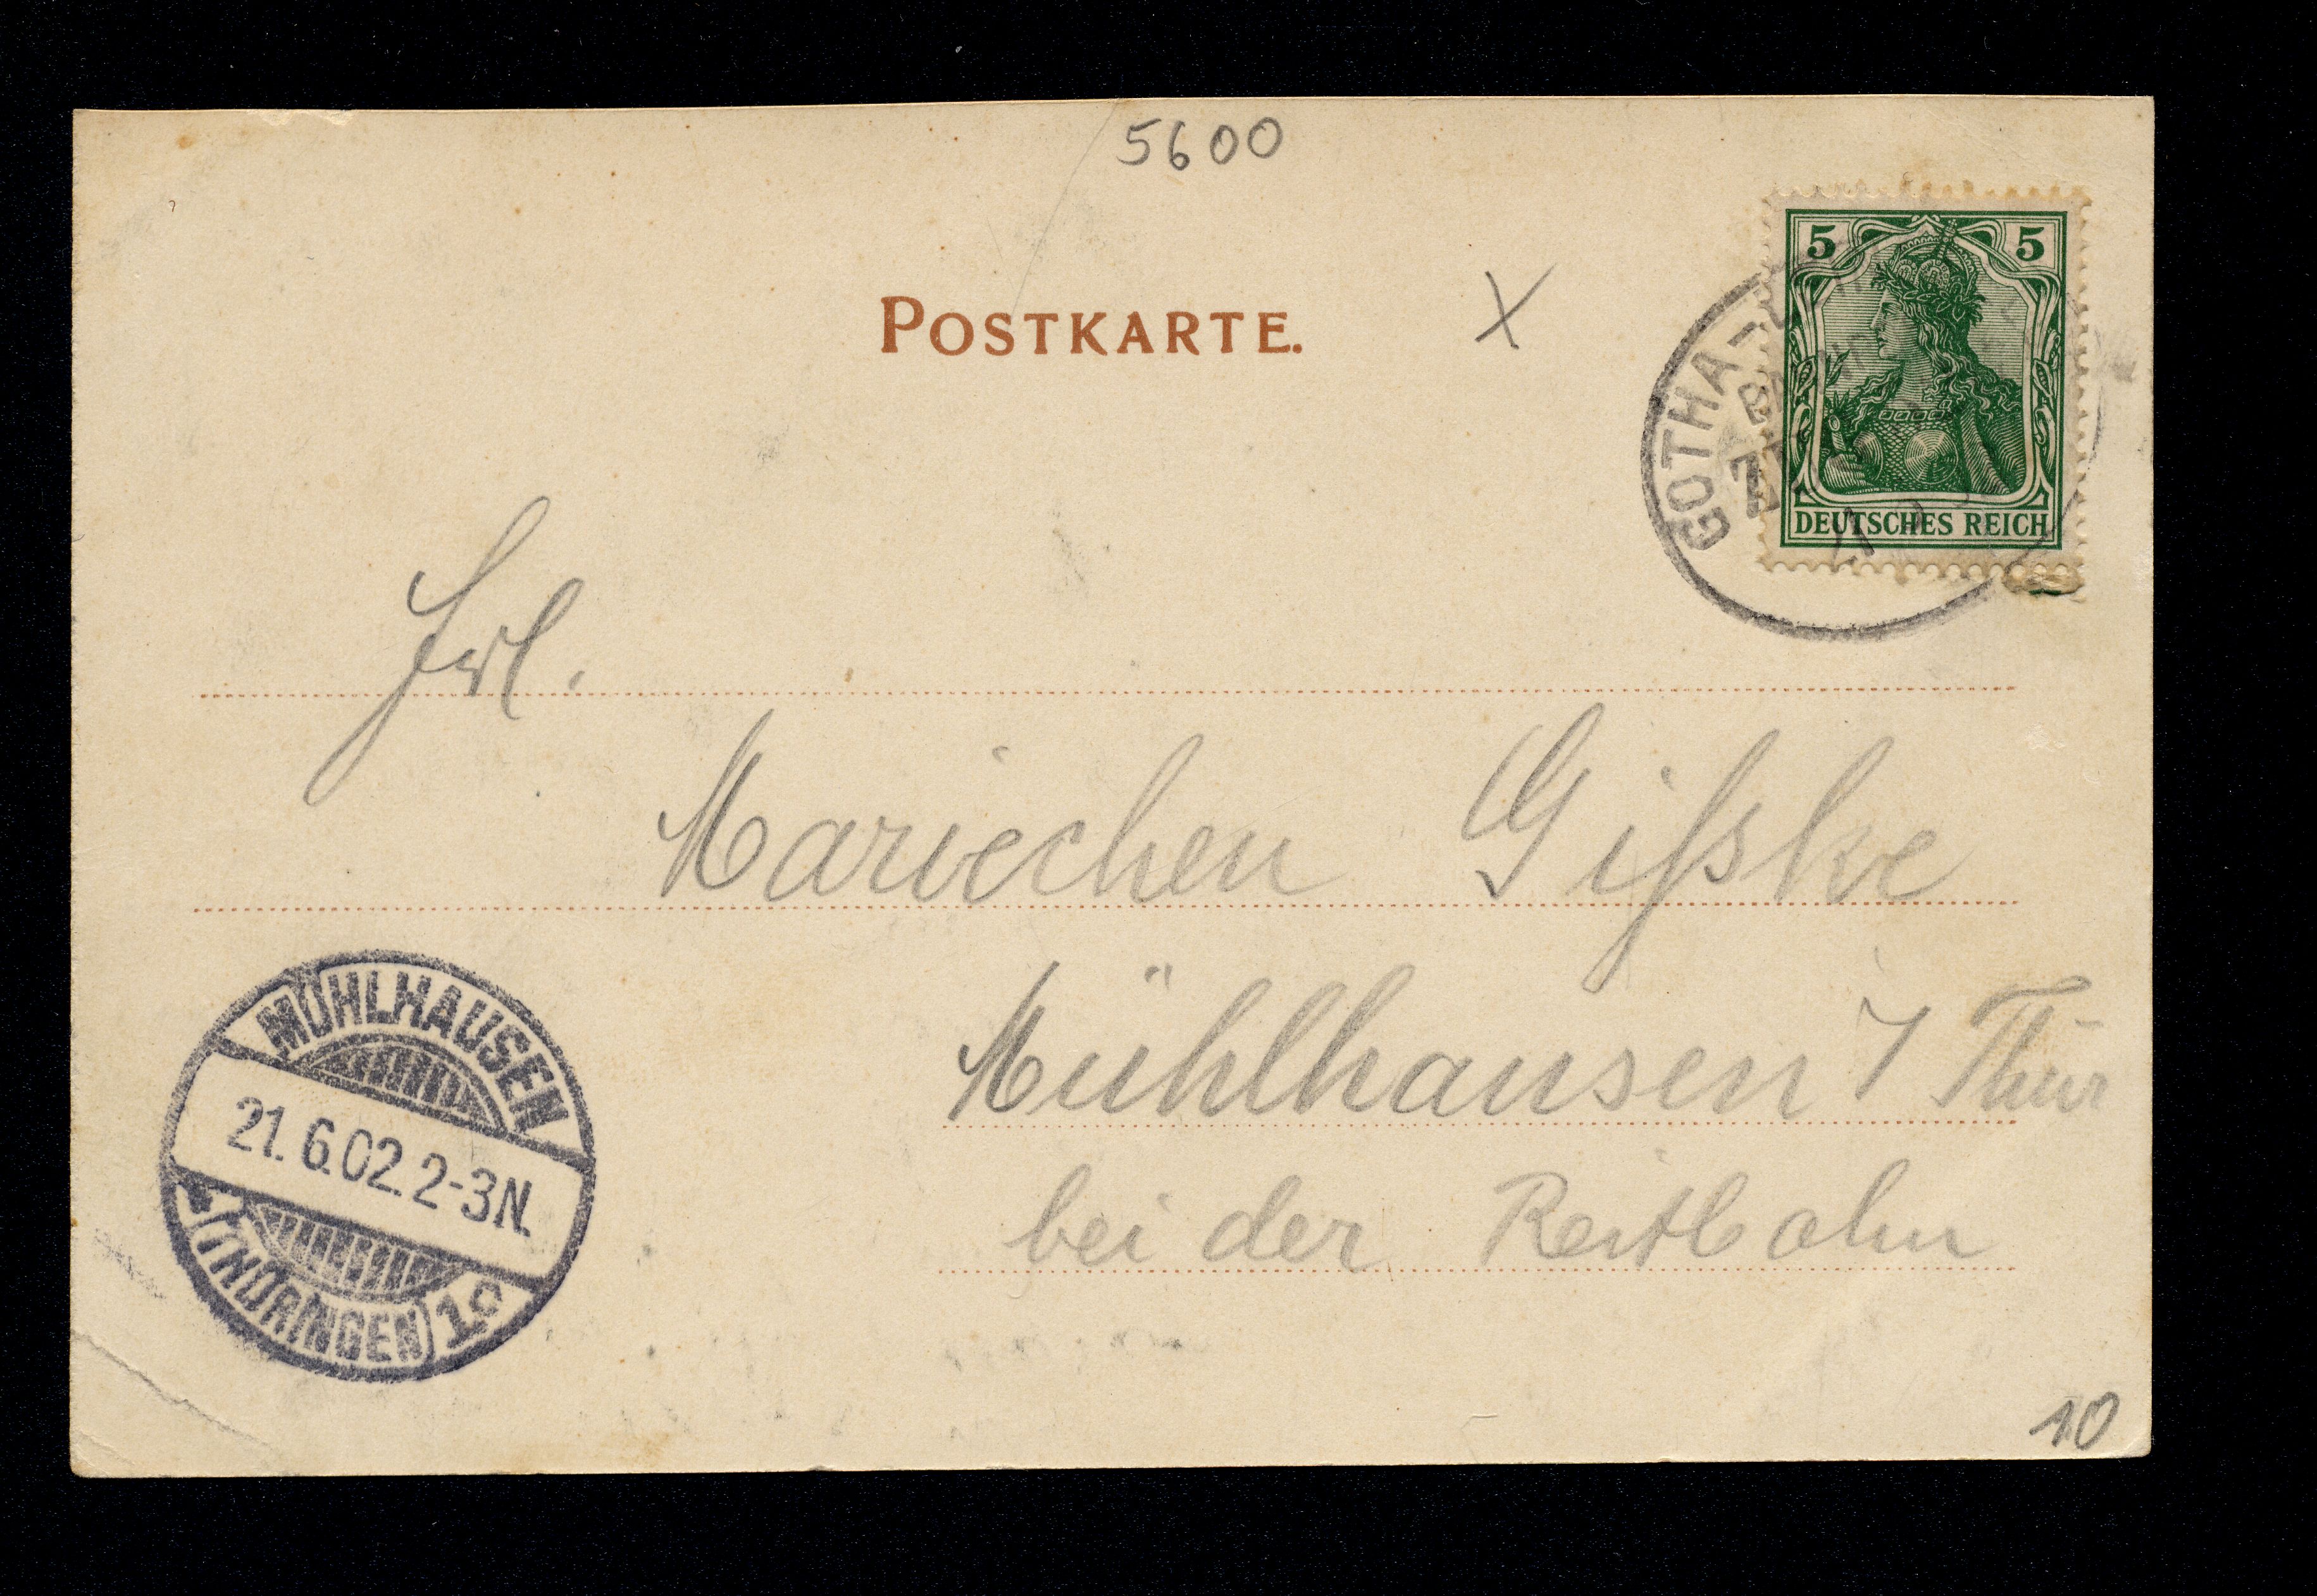 5600
POSTKARTE.
X
5 5
DEUTSCHES REICH
GOTHA-
Frl.
Mariechen Gißke
Mühlhausen i Thür
bei der Reitbahn
MÜHLHAUSEN
21. 6.02. 2-3N.
(THÜRINGEN) 1c
10